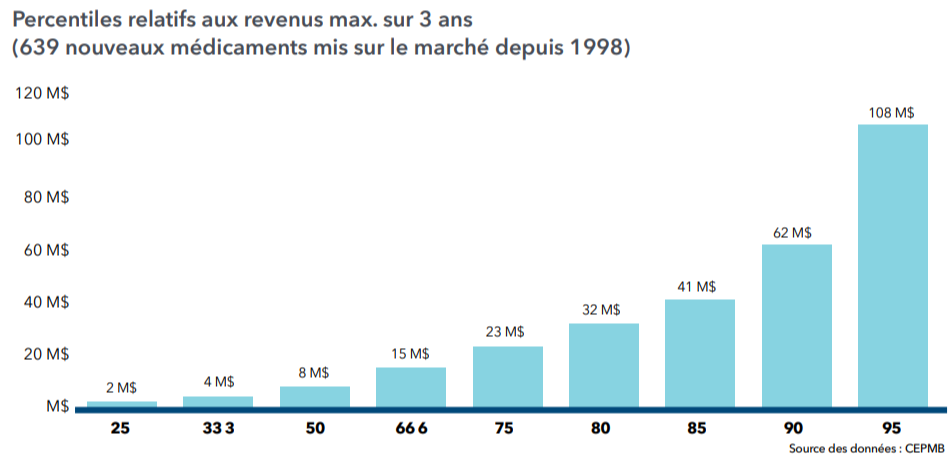 Percentiles relatifs aux revenus max. sur 3 ans
(639 nouveaux médicaments mis sur le marché depuis 1998)
120 M$
100 M$
80 M$
60 M$
40 M$
20 M$
M$
2 M$
4 M$
8 M$
15 M$
23 M$
32 M$
41 M$
62 M$
108 M$
25 33 3 50 66 6 75 80 85 90 95
Source des données : CEPMB